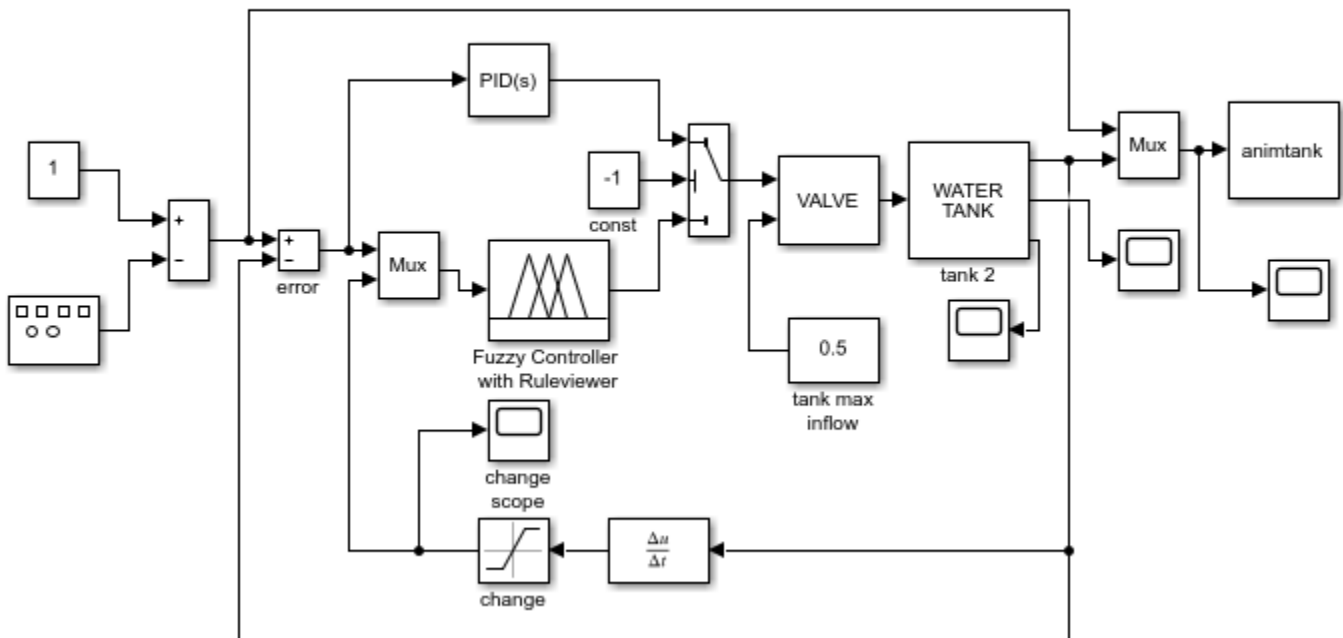 PID(s)
1
-1
const
+
−
+
−
error
Mux
Fuzzy Controller
with Ruleviewer
VALVE
WATER
TANK
tank 2
Mux
animtank
0.5
tank max
inflow
change
scope
Δu
Δt
change